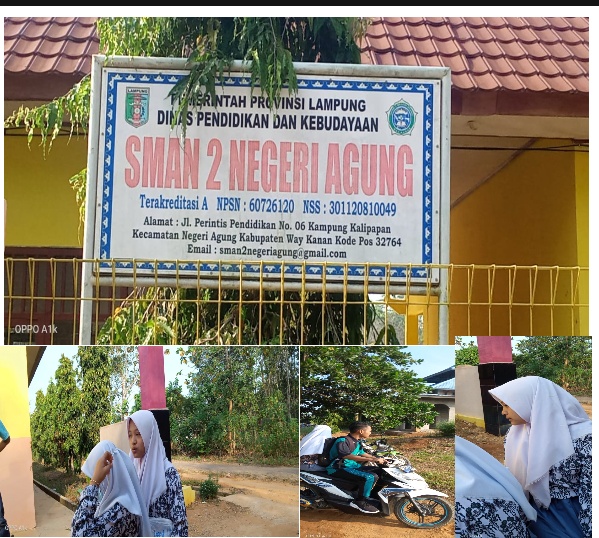 LAMPUNG
PEMERINTAH PROVINSI LAMPUNG
DINAS PENDIDIKAN DAN KEBUDAYAAN
SMAN 2 NEGERI AGUNG
Terakreditasi A NPSN : 60726120 NSS : 301120810049
Alamat : Jl. Perintis Pendidikan No. 06 Kampung Kalipapan
Kecamatan Negeri Agung Kabupaten Way Kanan Kode Pos 32764
Email : sman2negeriagung@gmail.com
OPPO A1k